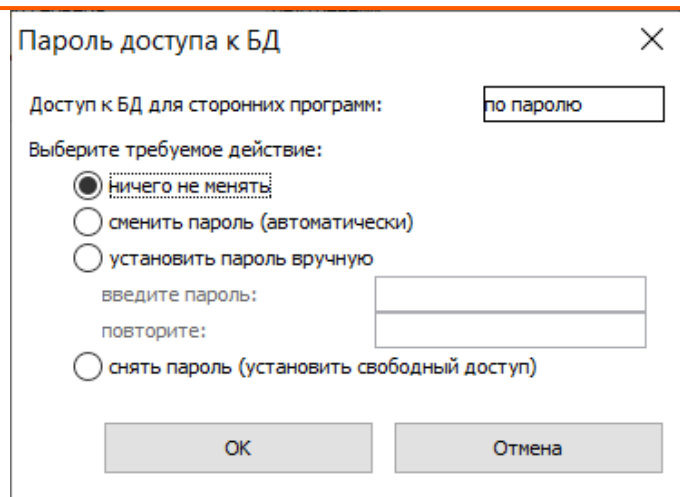 Пароль доступа к БД
Доступ к БД для сторонних программ: по паролю
Выберите требуемое действие:
ничего не менять
сменить пароль (автоматически)
установить пароль вручную
введите пароль:
повторите:
снять пароль (установить свободный доступ)
OK Отмена